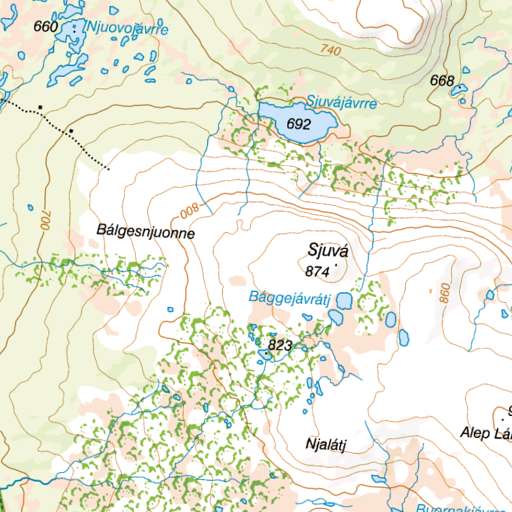 660
Njuovojávrre
740
668
Sjuvájávrre
692
800
700
Bálgesnjuonne
Sjuvá
874
Bággejávrátj
860
823
Njalátj
Alep Lá